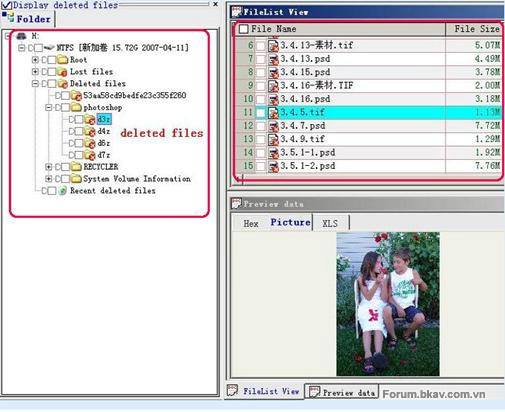 Display deleted files
Folder
H:
NTFS [新加卷 15.72G 2007-04-11]
Root
Lost files
Deleted files
53aa58cd9bedfe23c355f260
photoshop
d3z
d4z
d6z
d7z
RECYCLER
System Volume Information
Recent deleted files
deleted files
FileList View
File Name File Size
6 3.4.13-素材.tif 5.07M
7 3.4.13.psd 4.49M
8 3.4.15.psd 3.78M
9 3.4.16-素材.TIF 2.00M
10 3.4.16.psd 3.18M
11 3.4.5.tif 1.13M
12 3.4.7.psd 7.72M
13 3.4.9.tif 1.29M
14 3.5.1-1.psd 1.92M
15 3.5.1-2.psd 7.76M
Preview data
Hex Picture XLS
FileList View Preview data
Forum.bkav.com.vn